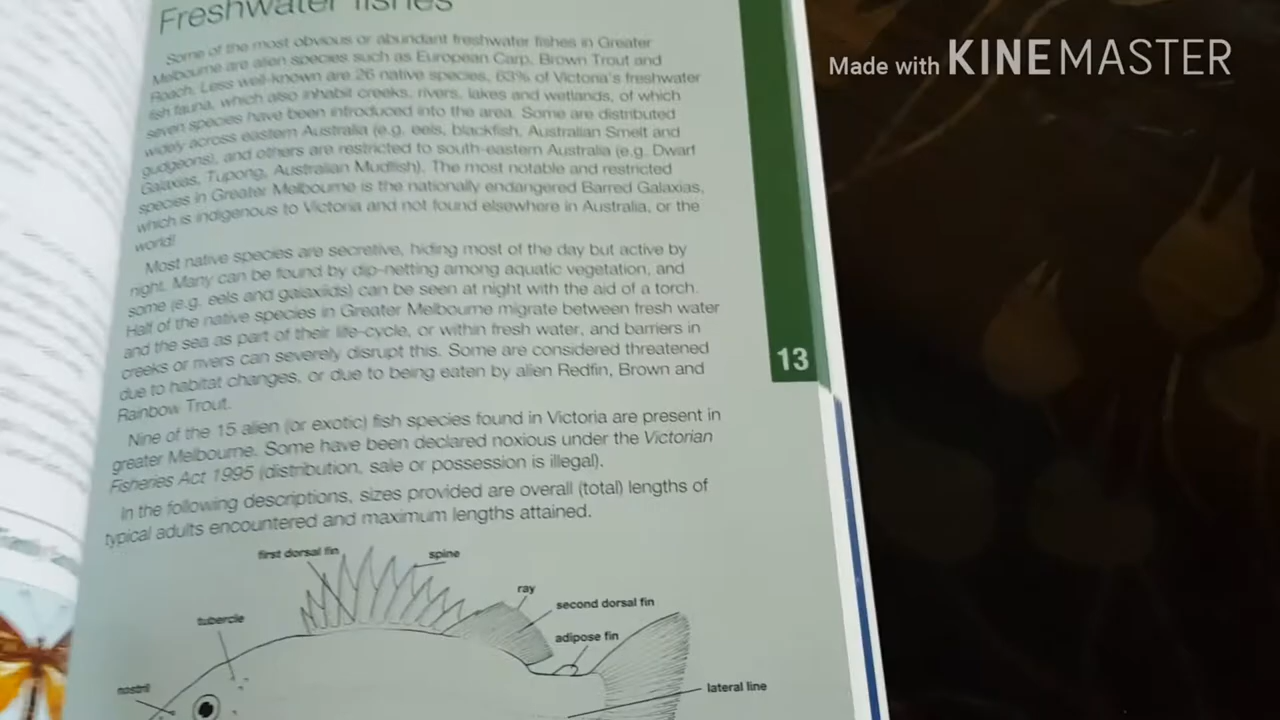 Freshwater fishes
Made with KINEMASTER
Some of the most obvious or abundant freshwater fishes in Greater
Melbourne are alien species such as European Carp, Brown Trout and
Roach. Less well-known are 26 native species, 63% of Victoria's freshwater
fish fauna, which also inhabit creeks, rivers, lakes and wetlands, of which
seven species have been introduced into the area. Some are distributed
widely across eastern Australia (e.g. eels, blackfish, Australian Smelt and
gudgeons), and others are restricted to south-eastern Australia (e.g. Dwarf
Galaxias, Tupong, Australian Mudfish). The most notable and restricted
species in Greater Melbourne is the nationally endangered Barred Galaxias,
which is indigenous to Victoria and not found elsewhere in Australia, or the
world!
Most native species are secretive, hiding most of the day but active by
night. Many can be found by dip-netting among aquatic vegetation, and
some (e.g. eels and galaxiids) can be seen at night with the aid of a torch.
Half of the native species in Greater Melbourne migrate between fresh water
and the sea as part of their life-cycle, or within fresh water, and barriers in
creeks or rivers can severely disrupt this. Some are considered threatened
due to habitat changes, or due to being eaten by alien Redfin, Brown and
Rainbow Trout.
13
Nine of the 15 alien (or exotic) fish species found in Victoria are present in
greater Melbourne. Some have been declared noxious under the Victorian
Fisheries Act 1995 (distribution, sale or possession is illegal).
In the following descriptions, sizes provided are overall (total) lengths of
typical adults encountered and maximum lengths attained.
first dorsal fin
spine
ray
second dorsal fin
tubercle
adipose fin
nostril
lateral line